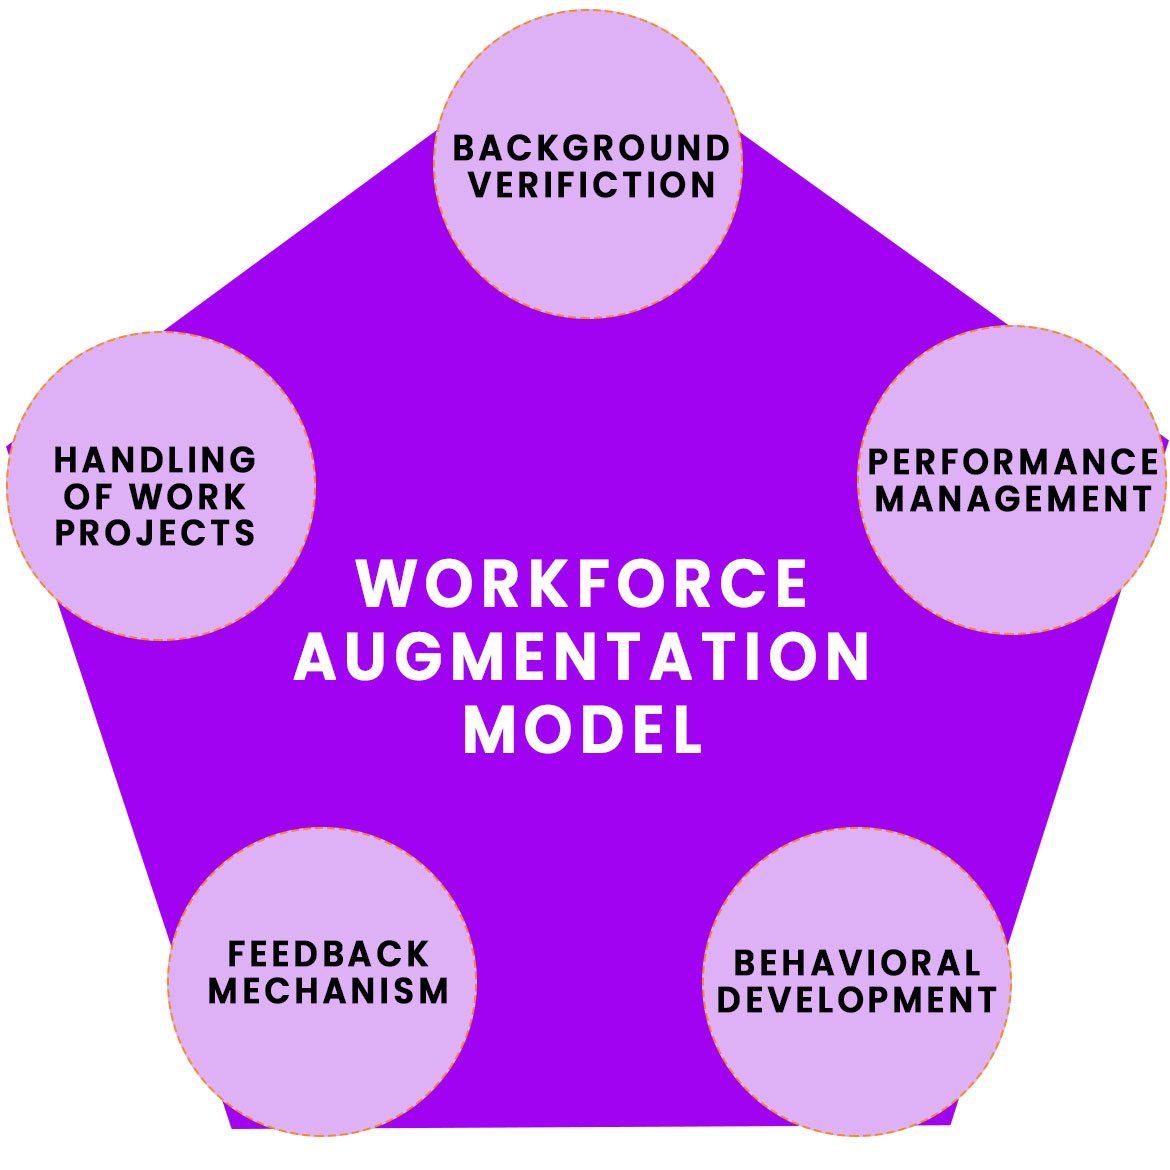 BACKGROUND
VERIFICTION
HANDLING
OF WORK
PROJECTS
PERFORMANCE
MANAGEMENT
WORKFORCE
AUGMENTATION
MODEL
FEEDBACK
MECHANISM
BEHAVIORAL
DEVELOPMENT